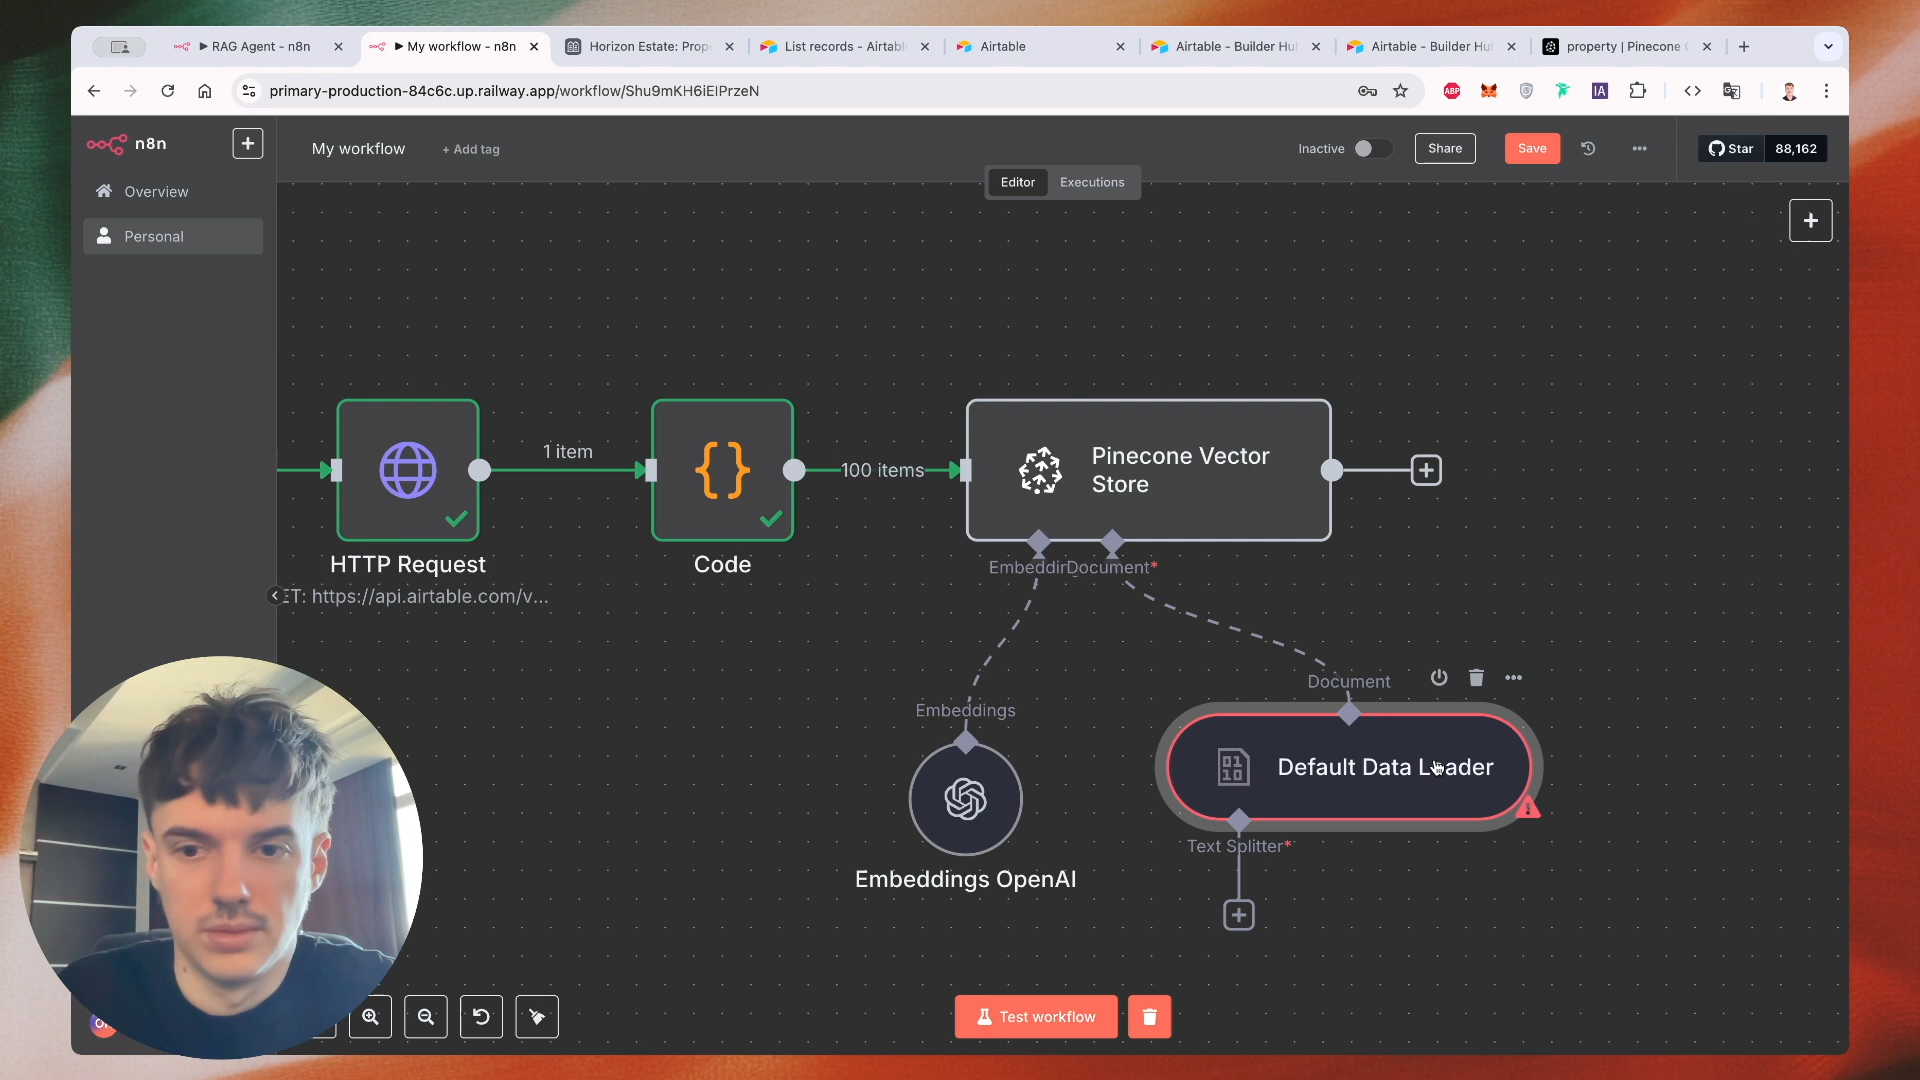 RAG Agent - n8n
My workflow - n8n
Horizon Estate: Prop
List records - Airtabl
Airtable
Airtable - Builder Hu
Airtable - Builder Hu
property | Pinecone
primary-production-84c6c.up.railway.app/workflow/Shu9mKH6iEIPrzeN
ABP
IA
n8n
My workflow
+ Add tag
Inactive
Share
Save
Star
88,162
Overview
Editor
Executions
Personal
1 item
100 items
Pinecone Vector
Store
HTTP Request
Code
EmbeddirDocument*
ET: https://api.airtable.com/v...
Document
Embeddings
Default Data Loader
Text Splitter*
Embeddings OpenAI
Test workflow